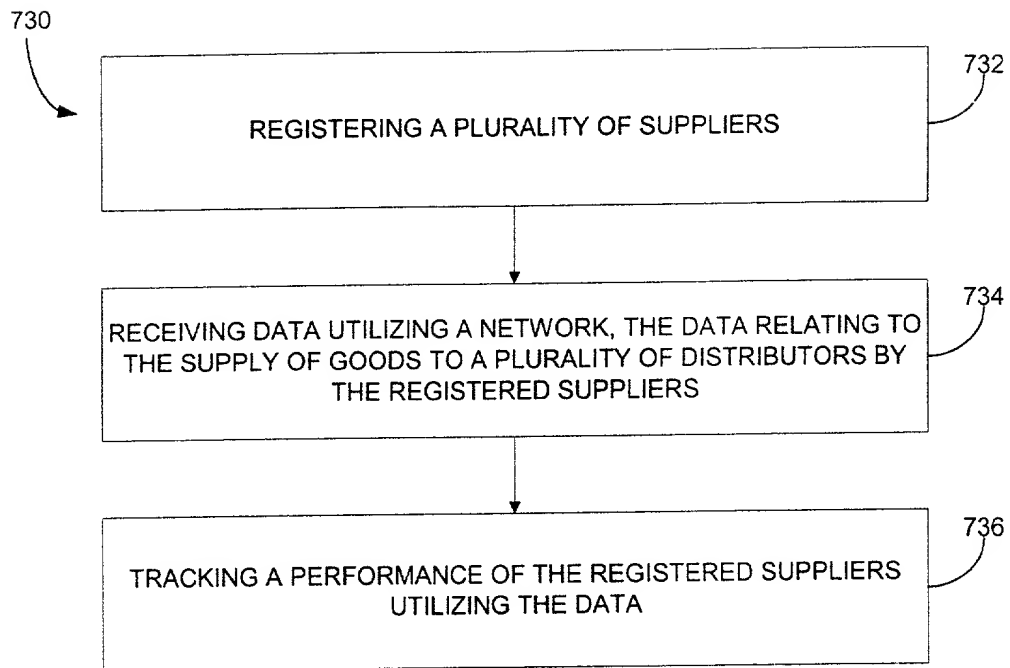 730
732
REGISTERING A PLURALITY OF SUPPLIERS
734
RECEIVING DATA UTILIZING A NETWORK, THE DATA RELATING TO
THE SUPPLY OF GOODS TO A PLURALITY OF DISTRIBUTORS BY
THE REGISTERED SUPPLIERS
736
TRACKING A PERFORMANCE OF THE REGISTERED SUPPLIERS
UTILIZING THE DATA